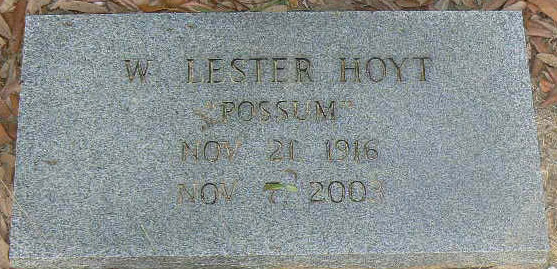 W. LESTER HOYT
"POSSUM"
NOV 21 1916
NOV